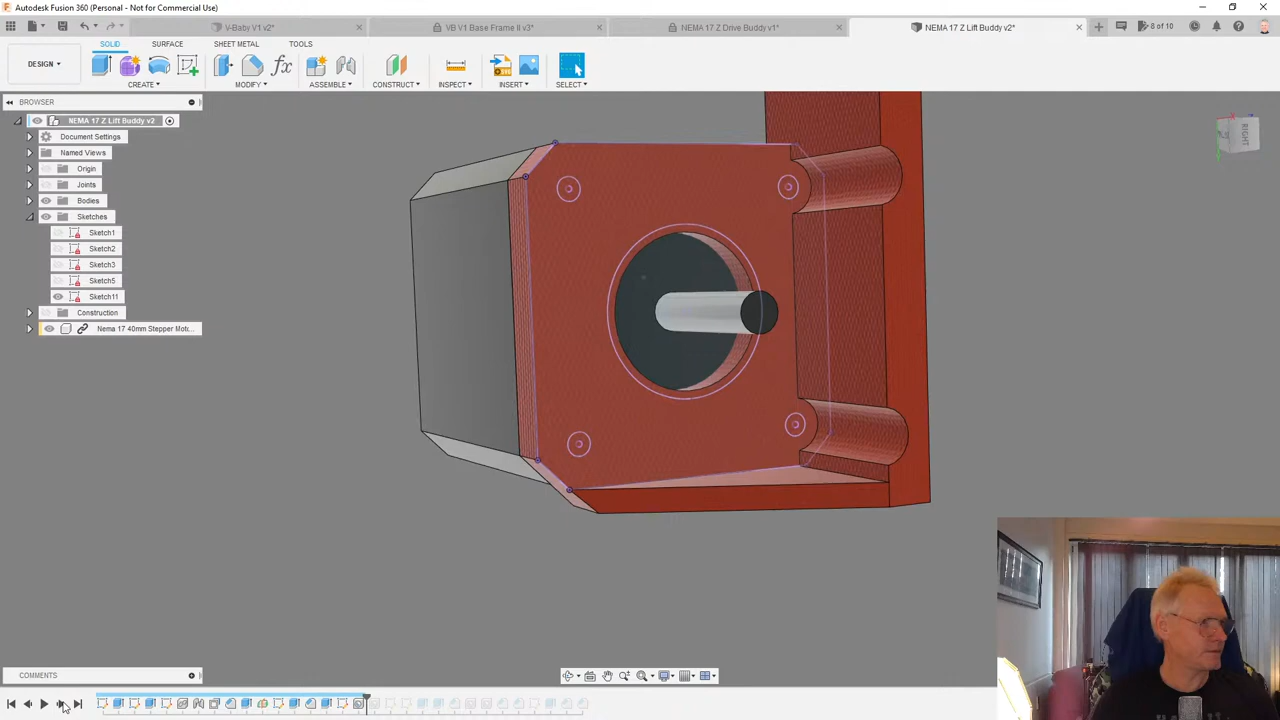 Autodesk Fusion 360 (Personal - Not for Commercial Use)
V-Baby V1 v2*
VB V1 Base Frame II v3*
NEMA 17 Z Drive Buddy v1*
NEMA 17 Z Lift Buddy v2*
8 of 10
SOLID
SURFACE
SHEET METAL
TOOLS
DESIGN
CREATE
MODIFY
ASSEMBLE
CONSTRUCT
INSPECT
INSERT
SELECT
BROWSER
NEMA 17 Z Lift Buddy v2
Document Settings
Named Views
Origin
Joints
Bodies
Sketches
Sketch1
Sketch2
Sketch3
Sketch5
Sketch11
Construction
Nema 17 40mm Stepper Moto...
RIGHT
COMMENTS